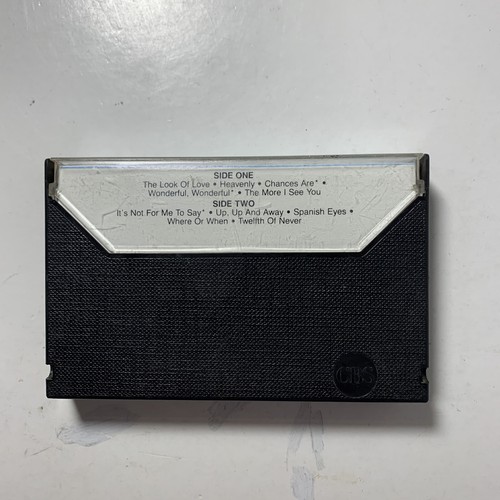 SIDE ONE
The Look Of Love • Heavenly • Chances Are* •
Wonderful, Wonderful* • The More I See You
SIDE TWO
It's Not For Me To Say* • Up, Up And Away • Spanish Eyes •
Where Or When • Twelfth Of Never
CBS